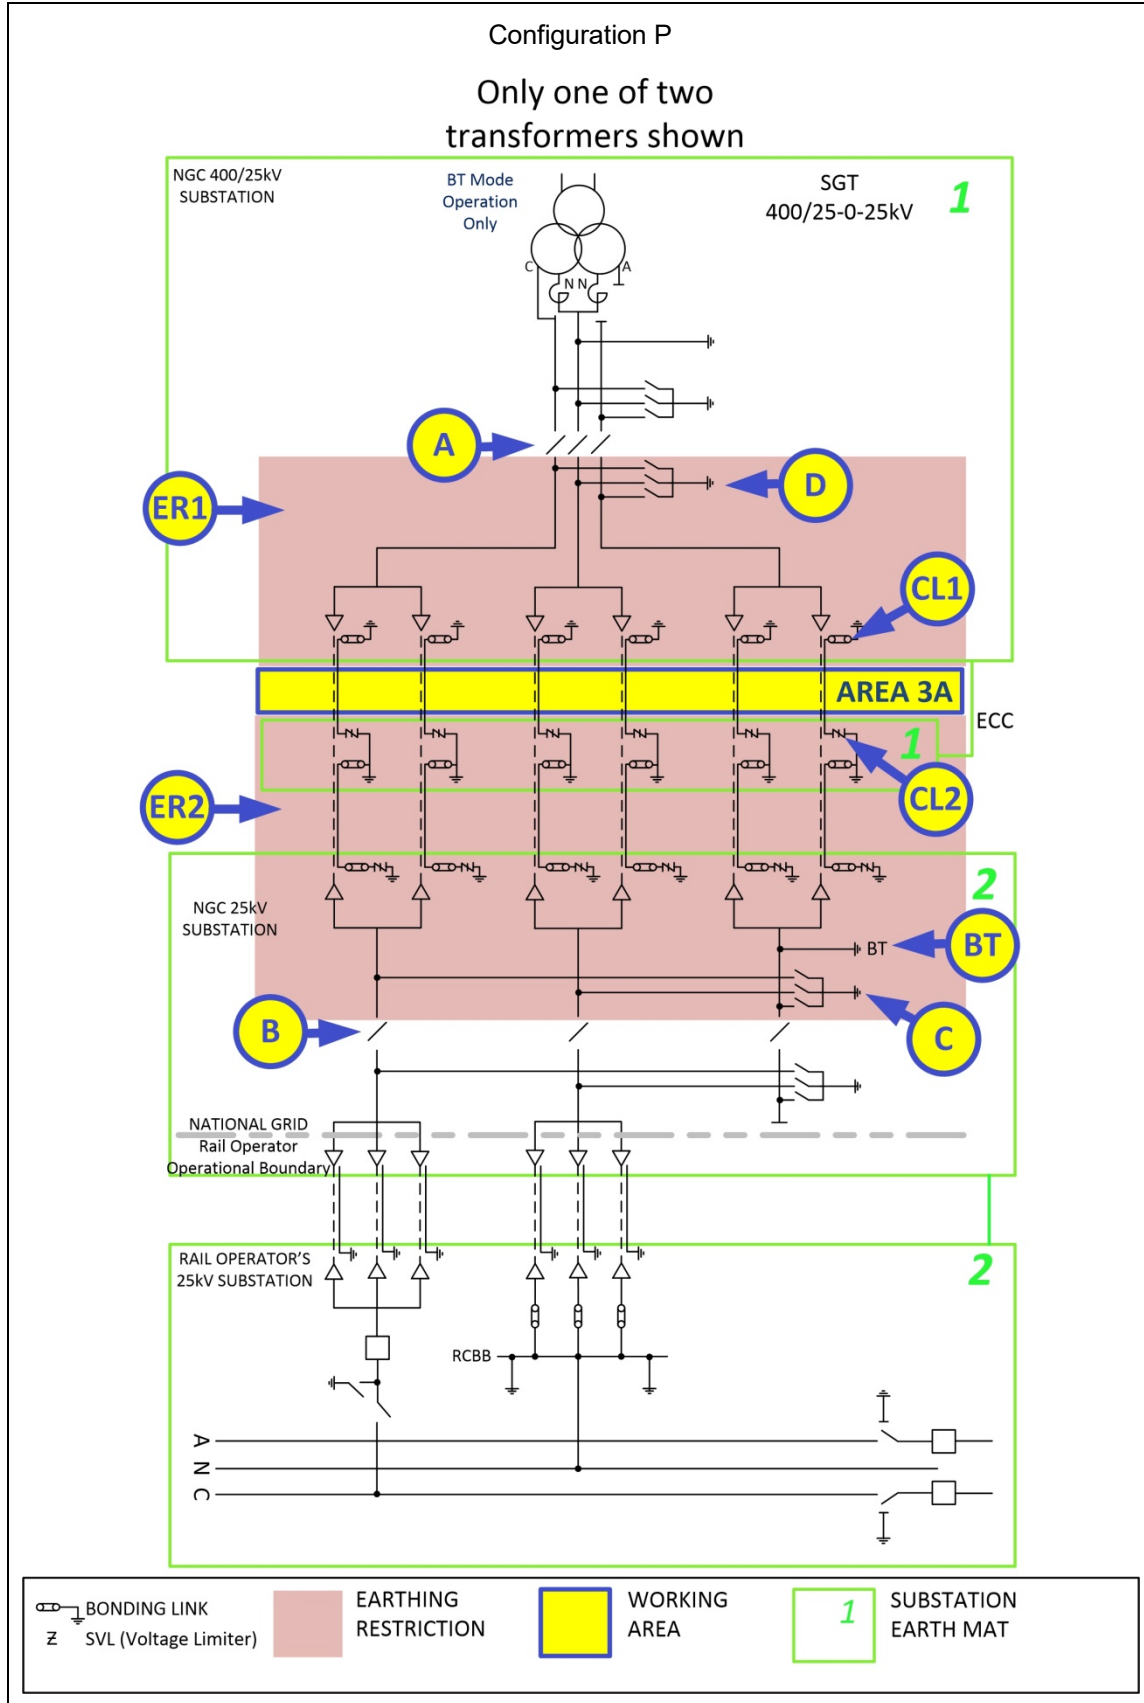 Configuration P
Only one of two
transformers shown
NGC 400/25kV
SUBSTATION
BT Mode
Operation
Only
SGT
400/25-0-25kV
1
C
A
N N
A
D
ER1
CL1
AREA 3A
ECC
1
CL2
ER2
2
NGC 25kV
SUBSTATION
BT
BT
B
C
NATIONAL GRID
Rail Operator
Operational Boundary
RAIL OPERATOR'S
25kV SUBSTATION
2
RCBB
A
N
C
BONDING LINK
SVL (Voltage Limiter)
EARTHING
RESTRICTION
WORKING
AREA
1
SUBSTATION
EARTH MAT